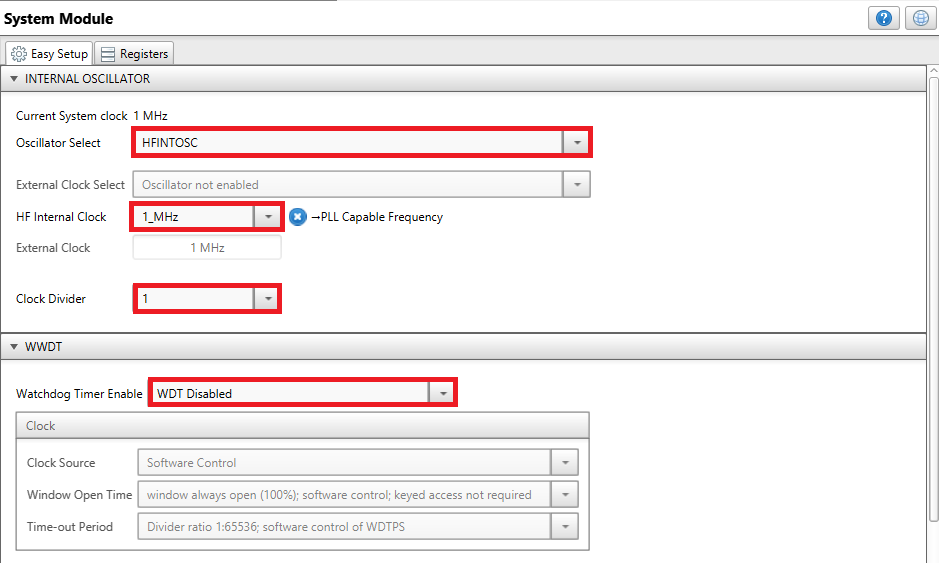 System Module
Easy Setup Registers
INTERNAL OSCILLATOR
Current System clock 1 MHz
Oscillator Select HFINTOSC
External Clock Select Oscillator not enabled
HF Internal Clock 1_MHz →PLL Capable Frequency
External Clock 1 MHz
Clock Divider 1
WWDT
Watchdog Timer Enable WDT Disabled
Clock
Clock Source Software Control
Window Open Time window always open (100%); software control; keyed access not required
Time-out Period Divider ratio 1:65536; software control of WDTPS